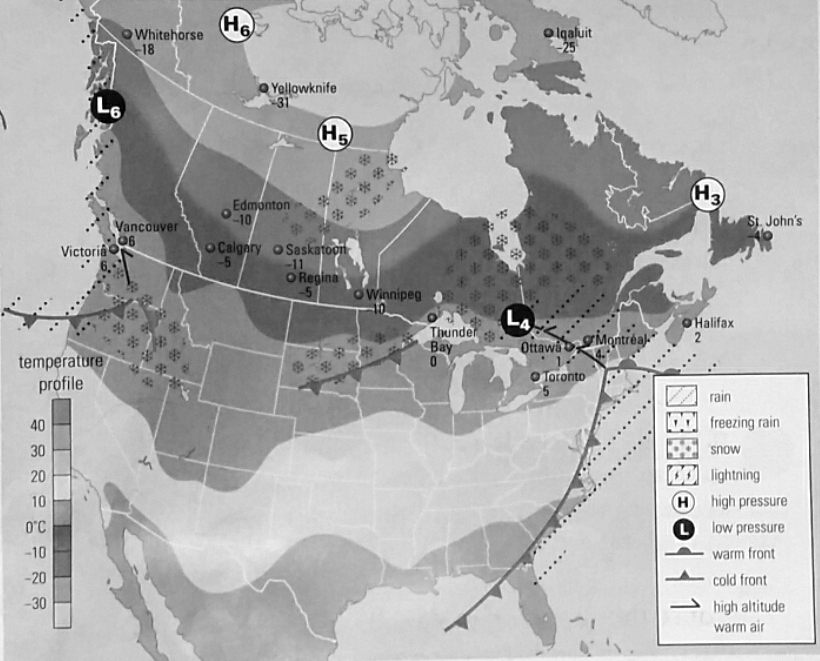 H6
Whitehorse
-18
Iqaluit
-25
Yellowknife
-31
L6
H5
H3
Edmonton
-10
St. John's
-4
Vancouver
6
Victoria
6
Calgary
-5
Saskatoon
-11
Regina
-5
Winnipeg
10
L4
Thunder
Bay
0
Ottawa
1
Montréal
4
Halifax
2
Toronto
5
temperature
profile
40
30
20
10
0°C
-10
-20
-30
rain
freezing rain
snow
lightning
H
high pressure
L
low pressure
warm front
cold front
high altitude
warm air